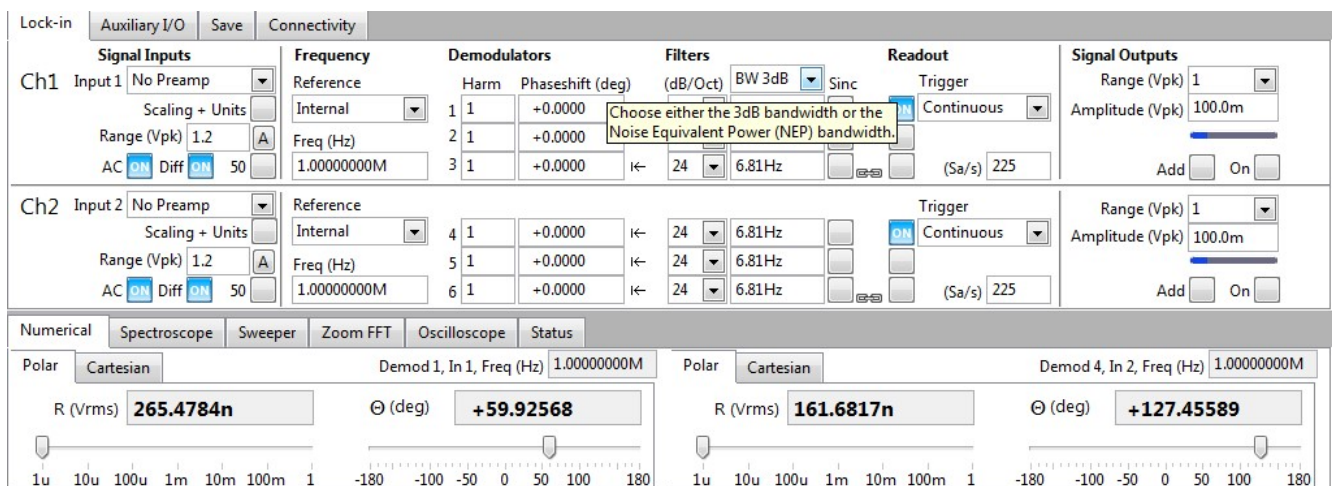 Lock-in Auxiliary I/O Save Connectivity
Signal Inputs Frequency Demodulators Filters Readout Signal Outputs
Ch1 Input 1 No Preamp Reference Harm Phaseshift (deg) (dB/Oct) BW 3dB Sinc Trigger Range (Vpk) 1
Scaling + Units Internal 1 1 +0.0000 Choose either the 3dB bandwidth or the Continuous Amplitude (Vpk) 100.0m
Range (Vpk) 1.2 A Freq (Hz) 2 1 +0.0000 Noise Equivalent Power (NEP) bandwidth.
AC ON Diff ON 50 1.00000000M 3 1 +0.0000 24 6.81Hz (Sa/s) 225 Add On
Ch2 Input 2 No Preamp Reference Trigger Range (Vpk) 1
Scaling + Units Internal 4 1 +0.0000 24 6.81Hz ON Continuous Amplitude (Vpk) 100.0m
Range (Vpk) 1.2 A Freq (Hz) 5 1 +0.0000 24 6.81Hz
AC ON Diff ON 50 1.00000000M 6 1 +0.0000 24 6.81Hz (Sa/s) 225 Add On
Numerical Spectroscope Sweeper Zoom FFT Oscilloscope Status
Polar Cartesian Demod 1, In 1, Freq (Hz) 1.00000000M Polar Cartesian Demod 4, In 2, Freq (Hz) 1.00000000M
R (Vrms) 265.4784n Θ (deg) +59.92568 R (Vrms) 161.6817n Θ (deg) +127.45589
1u 10u 100u 1m 10m 100m 1 -180 -100 -50 0 50 100 180 1u 10u 100u 1m 10m 100m 1 -180 -100 -50 0 50 100 180